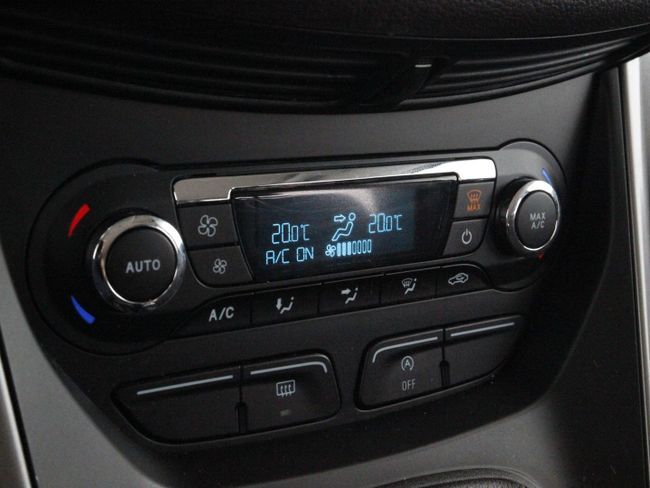 20.0°C 20.0°C
A/C ON
MAX
MAX
A/C
AUTO
A/C
A
OFF